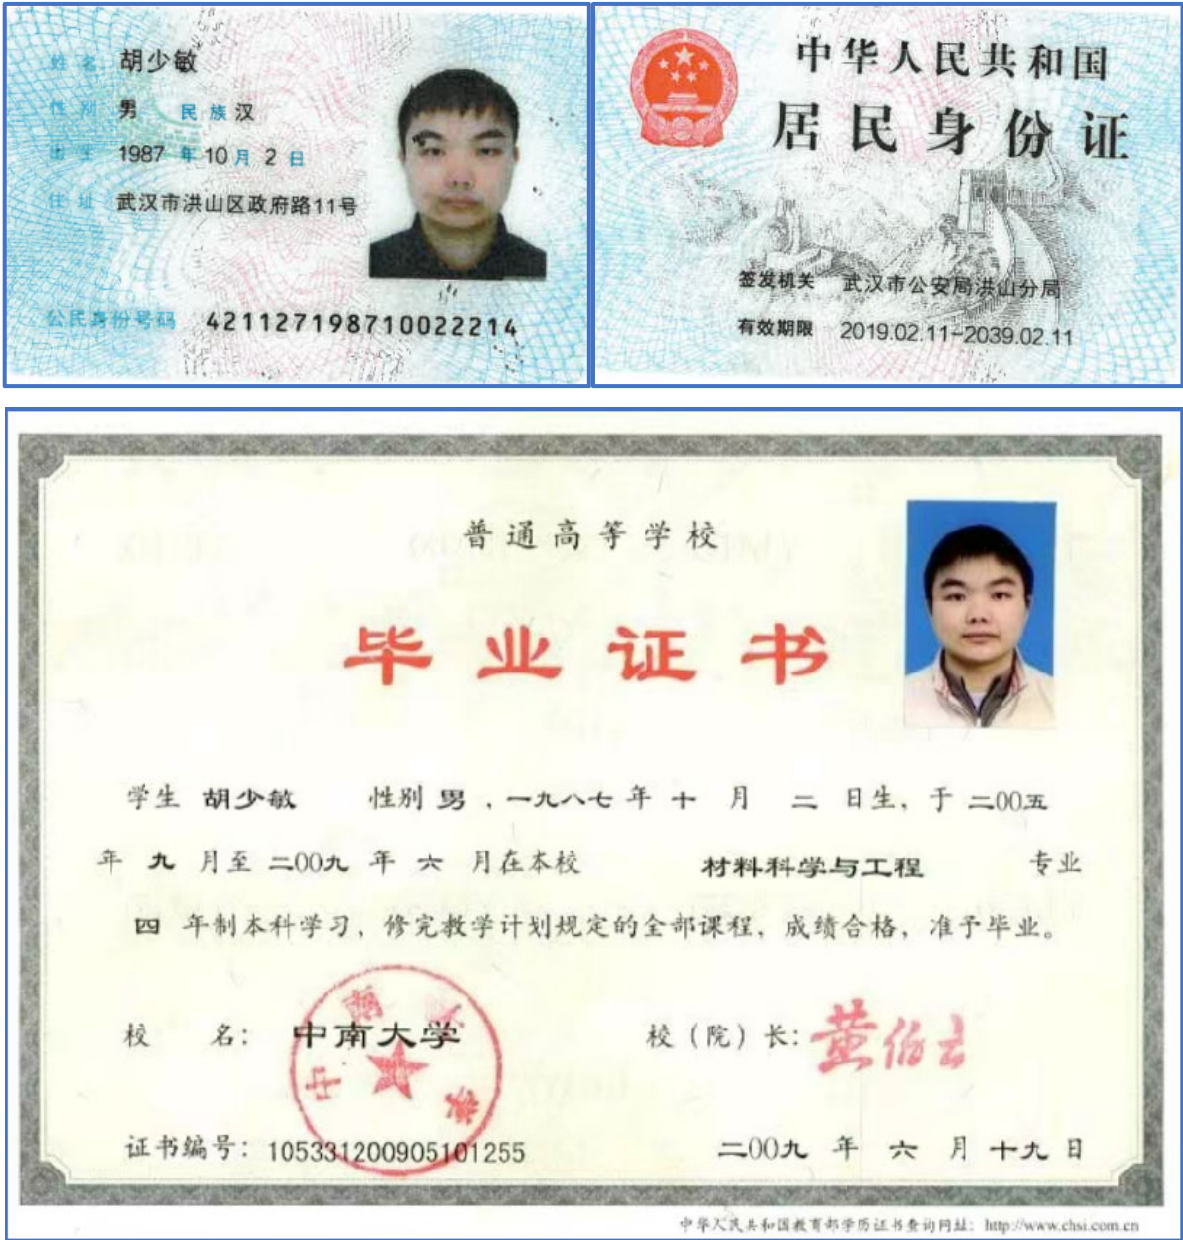 姓名 胡少敏
性别 男 民族 汉
出生 1987 年 10 月 2 日
住址 武汉市洪山区政府路11号
公民身份号码 421127198710022214
中华人民共和国
居民身份证
签发机关 武汉市公安局洪山分局
有效期限 2019.02.11-2039.02.11
普通高等学校
毕业证书
学生 胡少敏 性别 男 ,一九八七 年 十 月 二 日生, 于 二00五
年 九 月至 二00九 年 六 月在本校 材料科学与工程 专业
四 年制本科学习, 修完教学计划规定的全部课程, 成绩合格, 准予毕业。
校 名: 中南大学 校(院)长: 黄伯云
中南大学
证书编号: 105331200905101255 二00九 年 六 月 十九 日
中华人民共和国教育部学历证书查询网址: http://www.chsi.com.cn